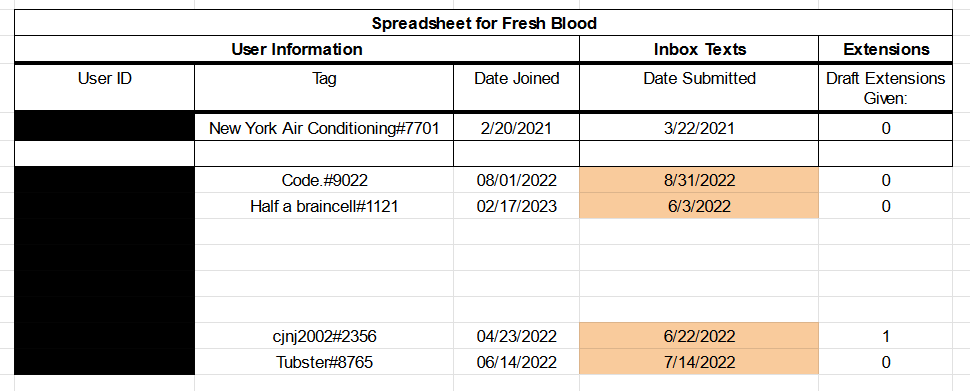 Spreadsheet for Fresh Blood
User Information Inbox Texts Extensions
User ID Tag Date Joined Date Submitted Draft Extensions
Given:
New York Air Conditioning#7701 2/20/2021 3/22/2021 0
Code.#9022 08/01/2022 8/31/2022 0
Half a braincell#1121 02/17/2023 6/3/2022 0
cjnj2002#2356 04/23/2022 6/22/2022 1
Tubster#8765 06/14/2022 7/14/2022 0